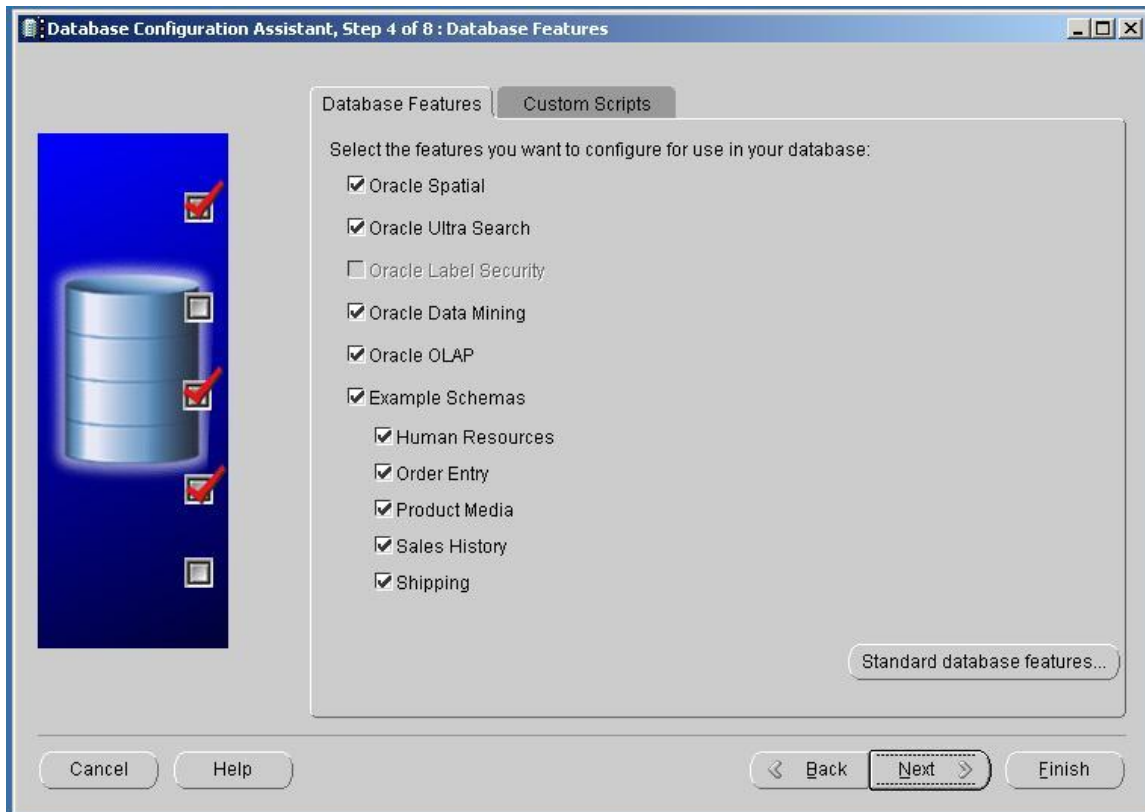 Database Configuration Assistant, Step 4 of 8 : Database Features
Database Features
Custom Scripts
Select the features you want to configure for use in your database:
Oracle Spatial
Oracle Ultra Search
Oracle Label Security
Oracle Data Mining
Oracle OLAP
Example Schemas
Human Resources
Order Entry
Product Media
Sales History
Shipping
Standard database features...
Cancel
Help
Back
Next
Finish